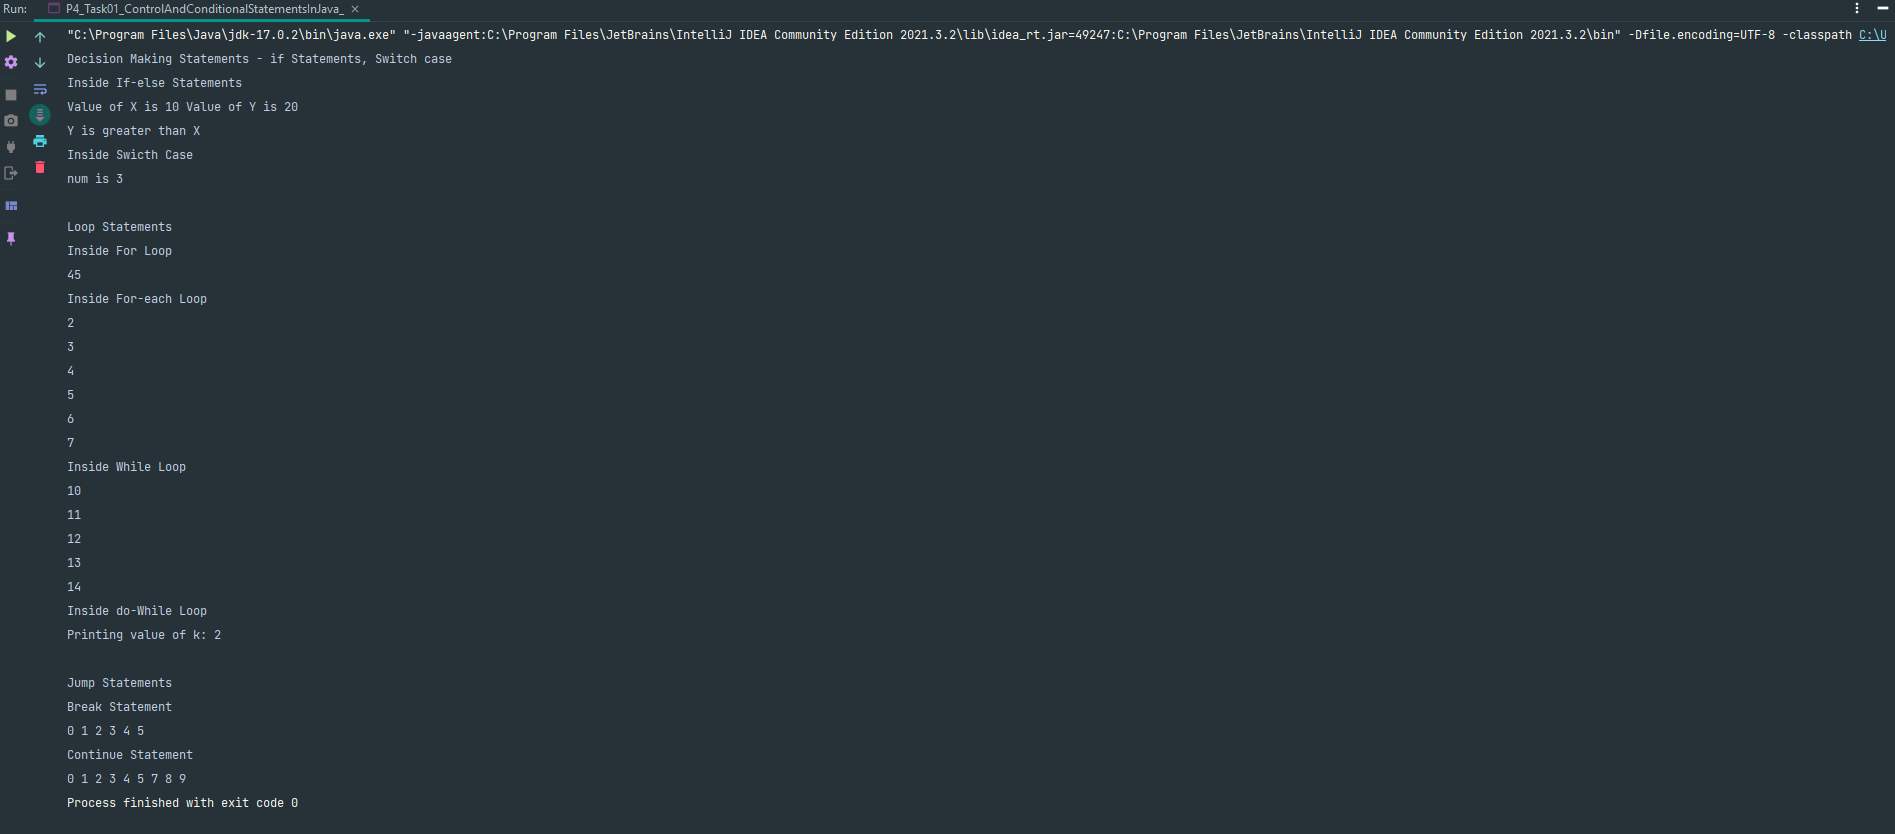 Run: P4_Task01_ControlAndConditionalStatementsInJava_
"C:\Program Files\Java\jdk-17.0.2\bin\java.exe" "-javaagent:C:\Program Files\JetBrains\IntelliJ IDEA Community Edition 2021.3.2\lib\idea_rt.jar=49247:C:\Program Files\JetBrains\IntelliJ IDEA Community Edition 2021.3.2\bin" -Dfile.encoding=UTF-8 -classpath C:\U
Decision Making Statements - if Statements, Switch case
Inside If-else Statements
Value of X is 10 Value of Y is 20
Y is greater than X
Inside Swicth Case
num is 3
Loop Statements
Inside For Loop
45
Inside For-each Loop
2
3
4
5
6
7
Inside While Loop
10
11
12
13
14
Inside do-While Loop
Printing value of k: 2
Jump Statements
Break Statement
0 1 2 3 4 5
Continue Statement
0 1 2 3 4 5 7 8 9
Process finished with exit code 0